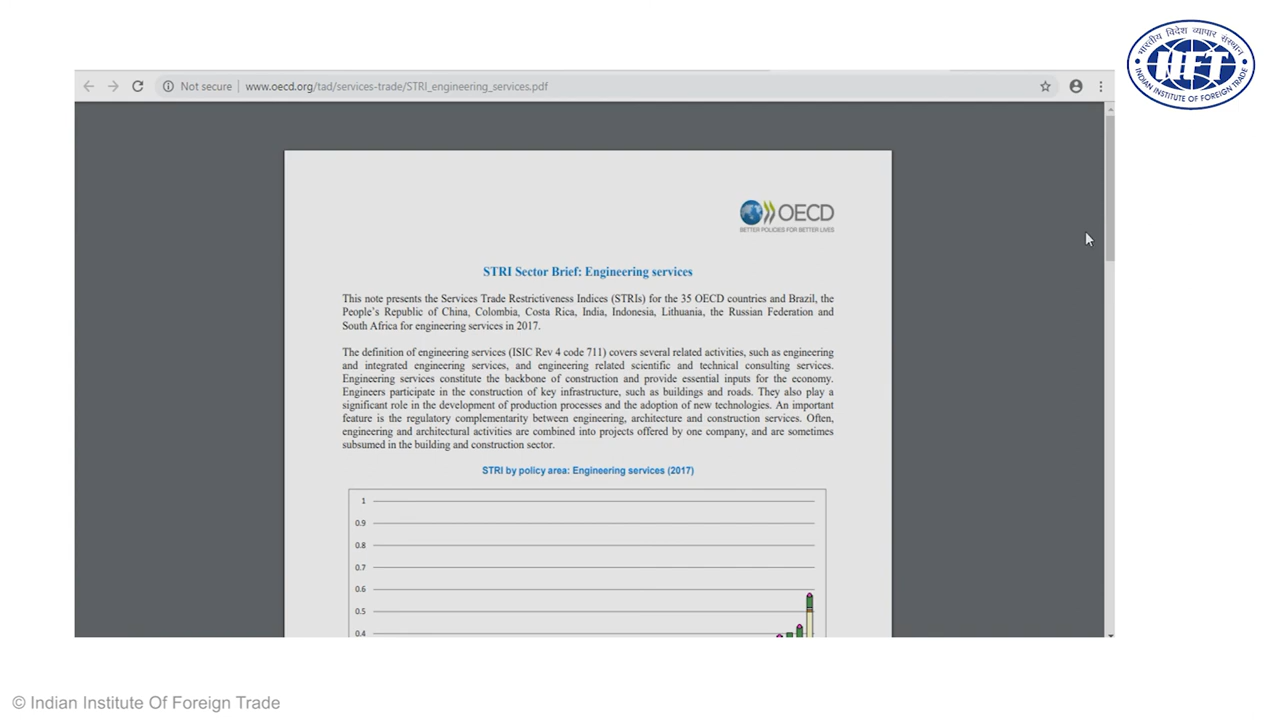 भारतीय विदेश व्यापार संस्थान
IIFT
INDIAN INSTITUTE OF FOREIGN TRADE
Not secure | www.oecd.org/tad/services-trade/STRI_engineering_services.pdf
OECD
BETTER POLICIES FOR BETTER LIVES
STRI Sector Brief: Engineering services
This note presents the Services Trade Restrictiveness Indices (STRIs) for the 35 OECD countries and Brazil, the
People's Republic of China, Colombia, Costa Rica, India, Indonesia, Lithuania, the Russian Federation and
South Africa for engineering services in 2017.
The definition of engineering services (ISIC Rev 4 code 711) covers several related activities, such as engineering
and integrated engineering services, and engineering related scientific and technical consulting services.
Engineering services constitute the backbone of construction and provide essential inputs for the economy.
Engineers participate in the construction of key infrastructure, such as buildings and roads. They also play a
significant role in the development of production processes and the adoption of new technologies. An important
feature is the regulatory complementarity between engineering, architecture and construction services. Often,
engineering and architectural activities are combined into projects offered by one company, and are sometimes
subsumed in the building and construction sector.
STRI by policy area: Engineering services (2017)
1
0.9
0.8
0.7
0.6
0.5
0.4
© Indian Institute Of Foreign Trade